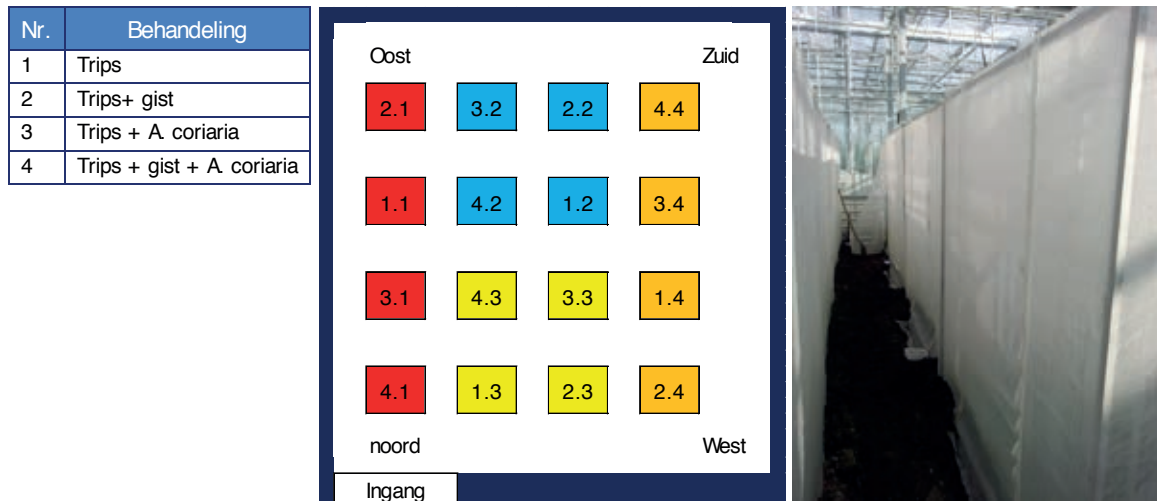 Nr. Behandeling
1 Trips
2 Trips+ gist
3 Trips + A. coriaria
4 Trips + gist + A. coriaria
Oost Zuid
2.1 3.2 2.2 4.4
1.1 4.2 1.2 3.4
3.1 4.3 3.3 1.4
4.1 1.3 2.3 2.4
noord West
Ingang